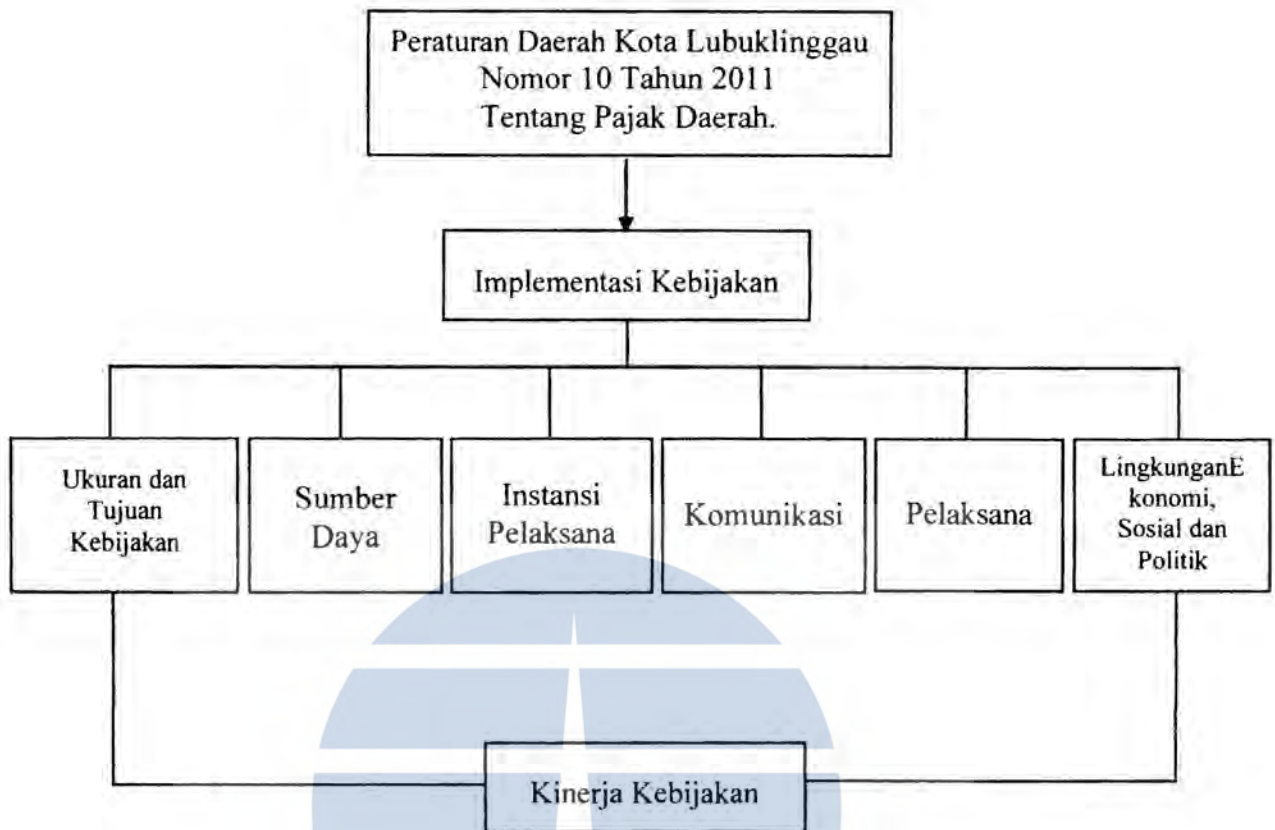 Peraturan Daerah Kota Lubuklinggau
Nomor 10 Tahun 2011
Tentang Pajak Daerah.
Implementasi Kebijakan
Ukuran dan
Tujuan
Kebijakan
Sumber
Daya
Instansi
Pelaksana
Komunikasi
Pelaksana
LingkunganE
konomi,
Sosial dan
Politik
Kinerja Kebijakan